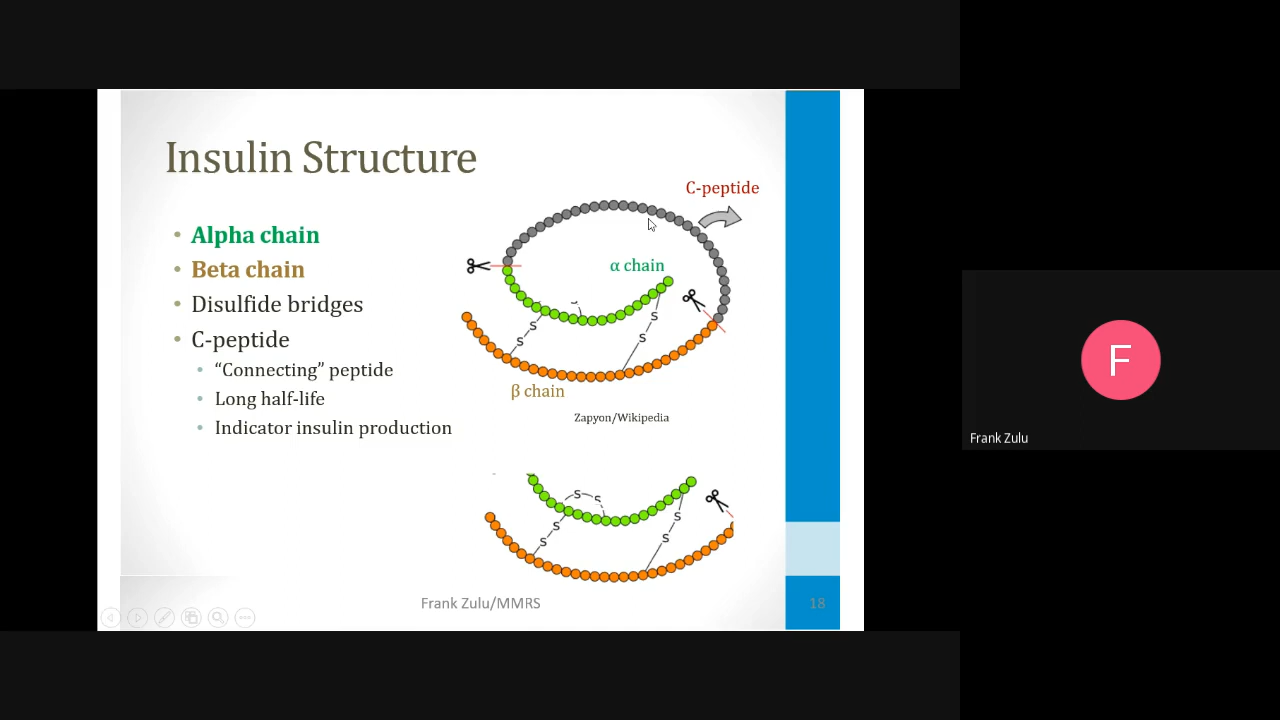 Insulin Structure
• Alpha chain
• Beta chain
• Disulfide bridges
• C-peptide
• “Connecting” peptide
• Long half-life
• Indicator insulin production
C-peptide
α chain
S
S
S
S
β chain
Zapyon/Wikipedia
S
S
S
S
S
S
Frank Zulu/MMRS
18
F
Frank Zulu